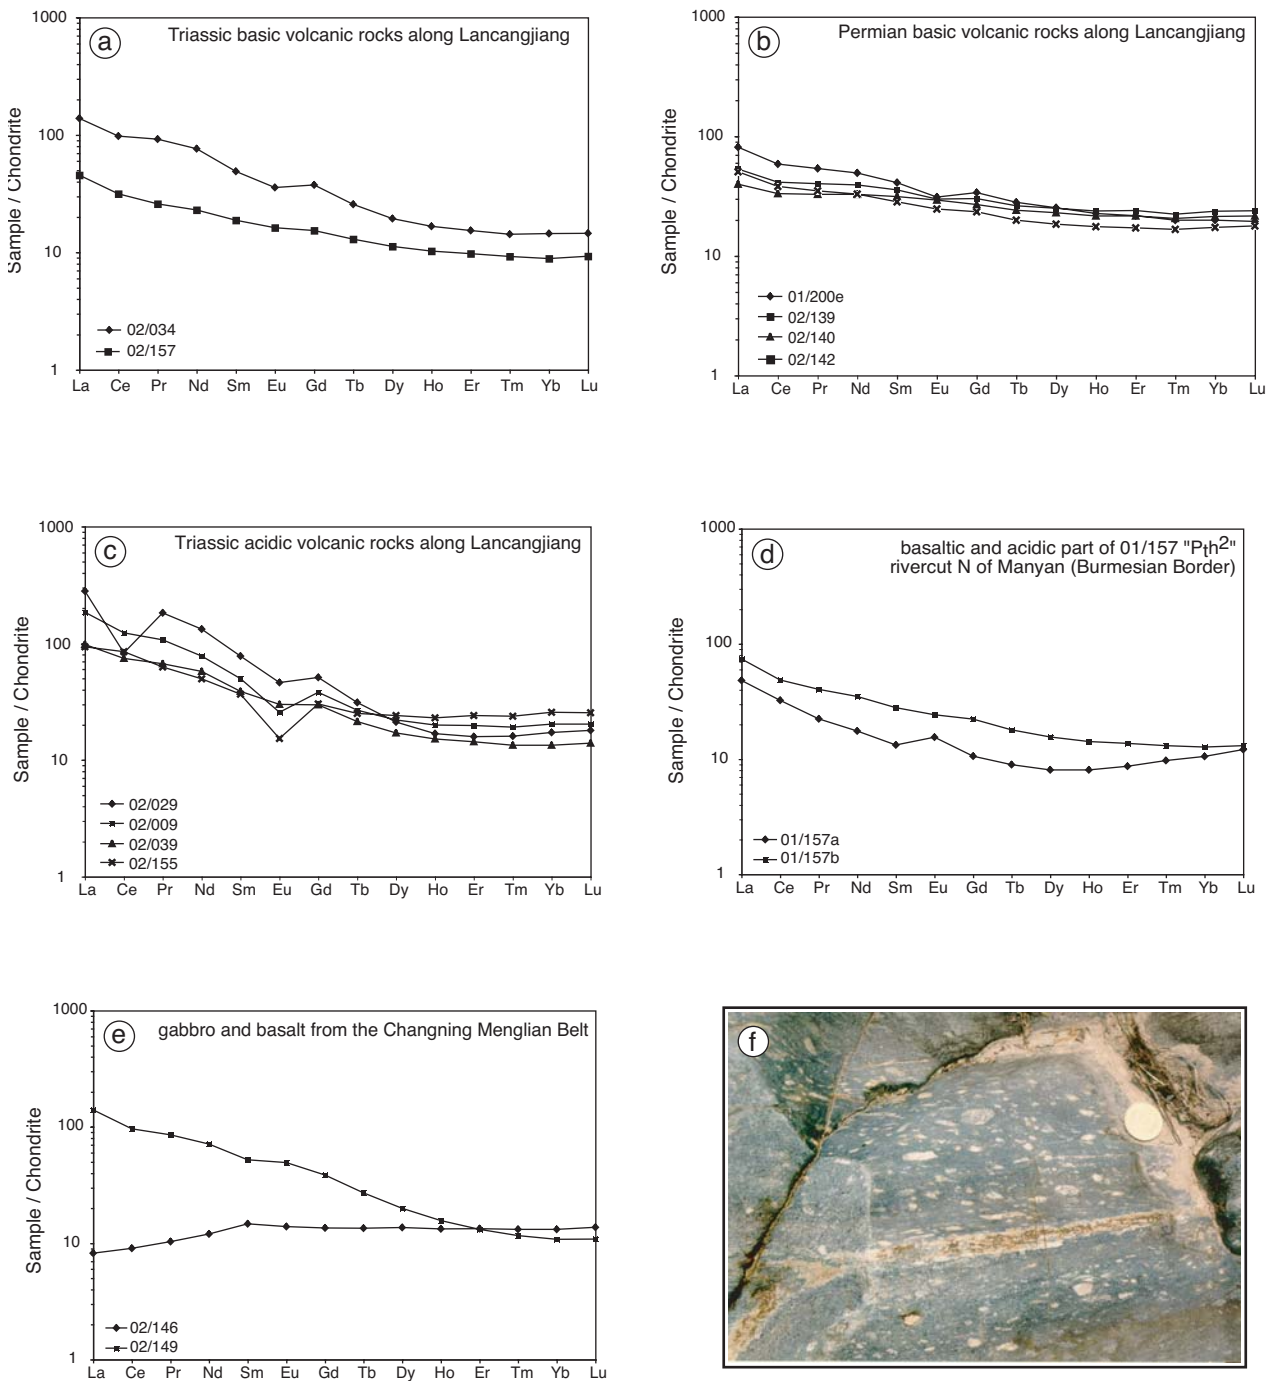 a
Triassic basic volcanic rocks along Lancangjiang
Sample / Chondrite
1000
100
10
1
02/034
02/157
La Ce Pr Nd Sm Eu Gd Tb Dy Ho Er Tm Yb Lu
b
Permian basic volcanic rocks along Lancangjiang
Sample / Chondrite
1000
100
10
1
01/200e
02/139
02/140
02/142
La Ce Pr Nd Sm Eu Gd Tb Dy Ho Er Tm Yb Lu
c
Triassic acidic volcanic rocks along Lancangjiang
Sample / Chondrite
1000
100
10
1
02/029
02/009
02/039
02/155
La Ce Pr Nd Sm Eu Gd Tb Dy Ho Er Tm Yb Lu
d
basaltic and acidic part of 01/157 "Pth²"
rivercut N of Manyan (Burmesian Border)
Sample / Chondrite
1000
100
10
1
01/157a
01/157b
La Ce Pr Nd Sm Eu Gd Tb Dy Ho Er Tm Yb Lu
e
gabbro and basalt from the Changning Menglian Belt
Sample / Chondrite
1000
100
10
1
02/146
02/149
La Ce Pr Nd Sm Eu Gd Tb Dy Ho Er Tm Yb Lu
f